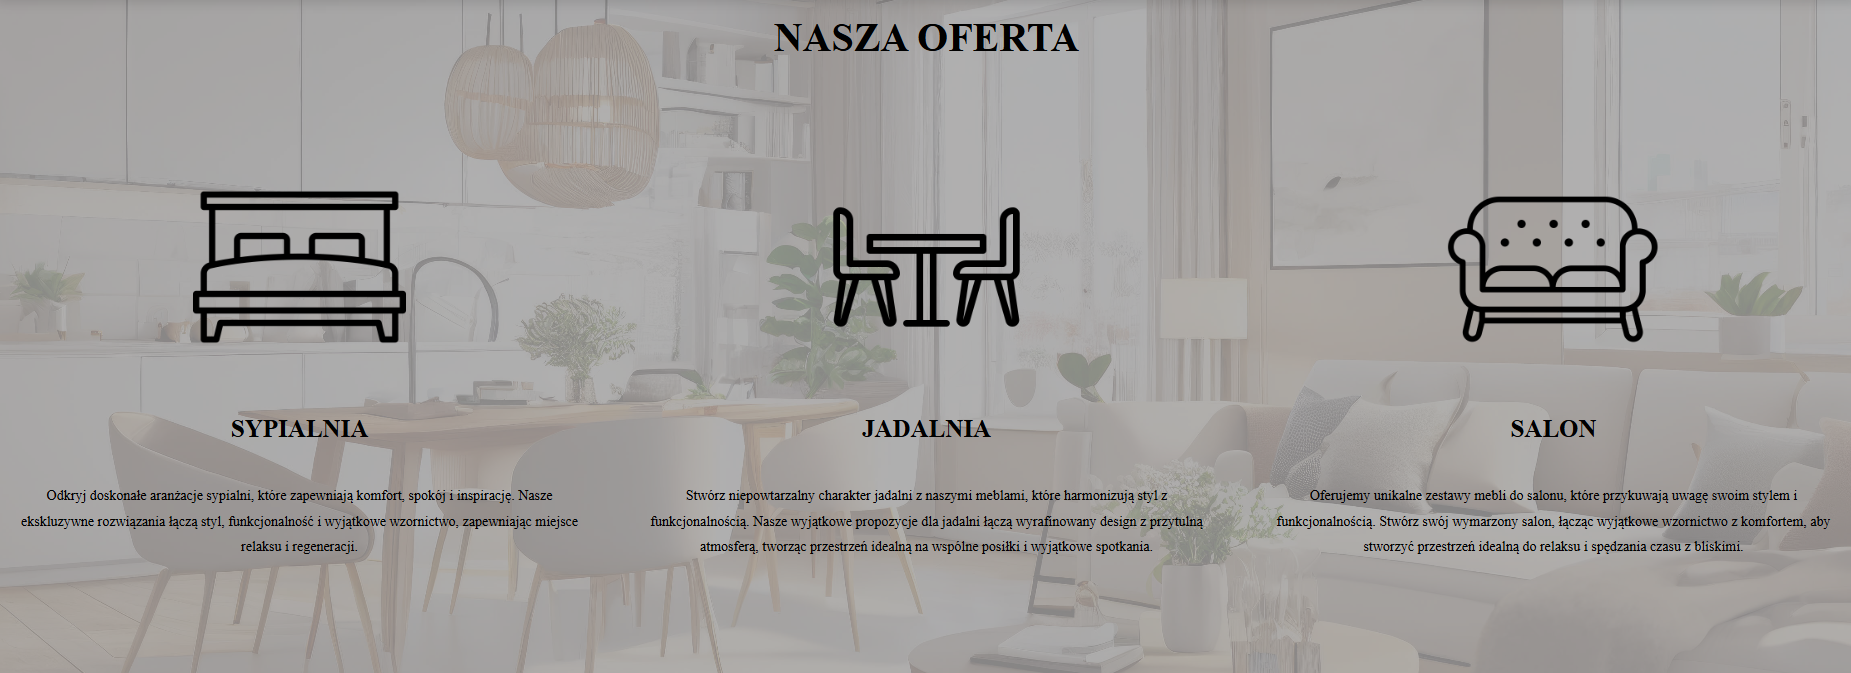 NASZA OFERTA
SYPIALNIA
Odkryj doskonałe aranżacje sypialni, które zapewniają komfort, spokój i inspirację. Nasze
ekskluzywne rozwiązania łączą styl, funkcjonalność i wyjątkowe wzornictwo, zapewniając miejsce
relaksu i regeneracji.
JADALNIA
Stwórz niepowtarzalny charakter jadalni z naszymi meblami, które harmonizują styl z
funkcjonalnością. Nasze wyjątkowe propozycje dla jadalni łączą wyrafinowany design z przytulną
atmosferą, tworząc przestrzeń idealną na wspólne posiłki i wyjątkowe spotkania.
SALON
Oferujemy unikalne zestawy mebli do salonu, które przykuwają uwagę swoim stylem i
funkcjonalnością. Stwórz swój wymarzony salon, łącząc wyjątkowe wzornictwo z komfortem, aby
stworzyć przestrzeń idealną do relaksu i spędzania czasu z bliskimi.